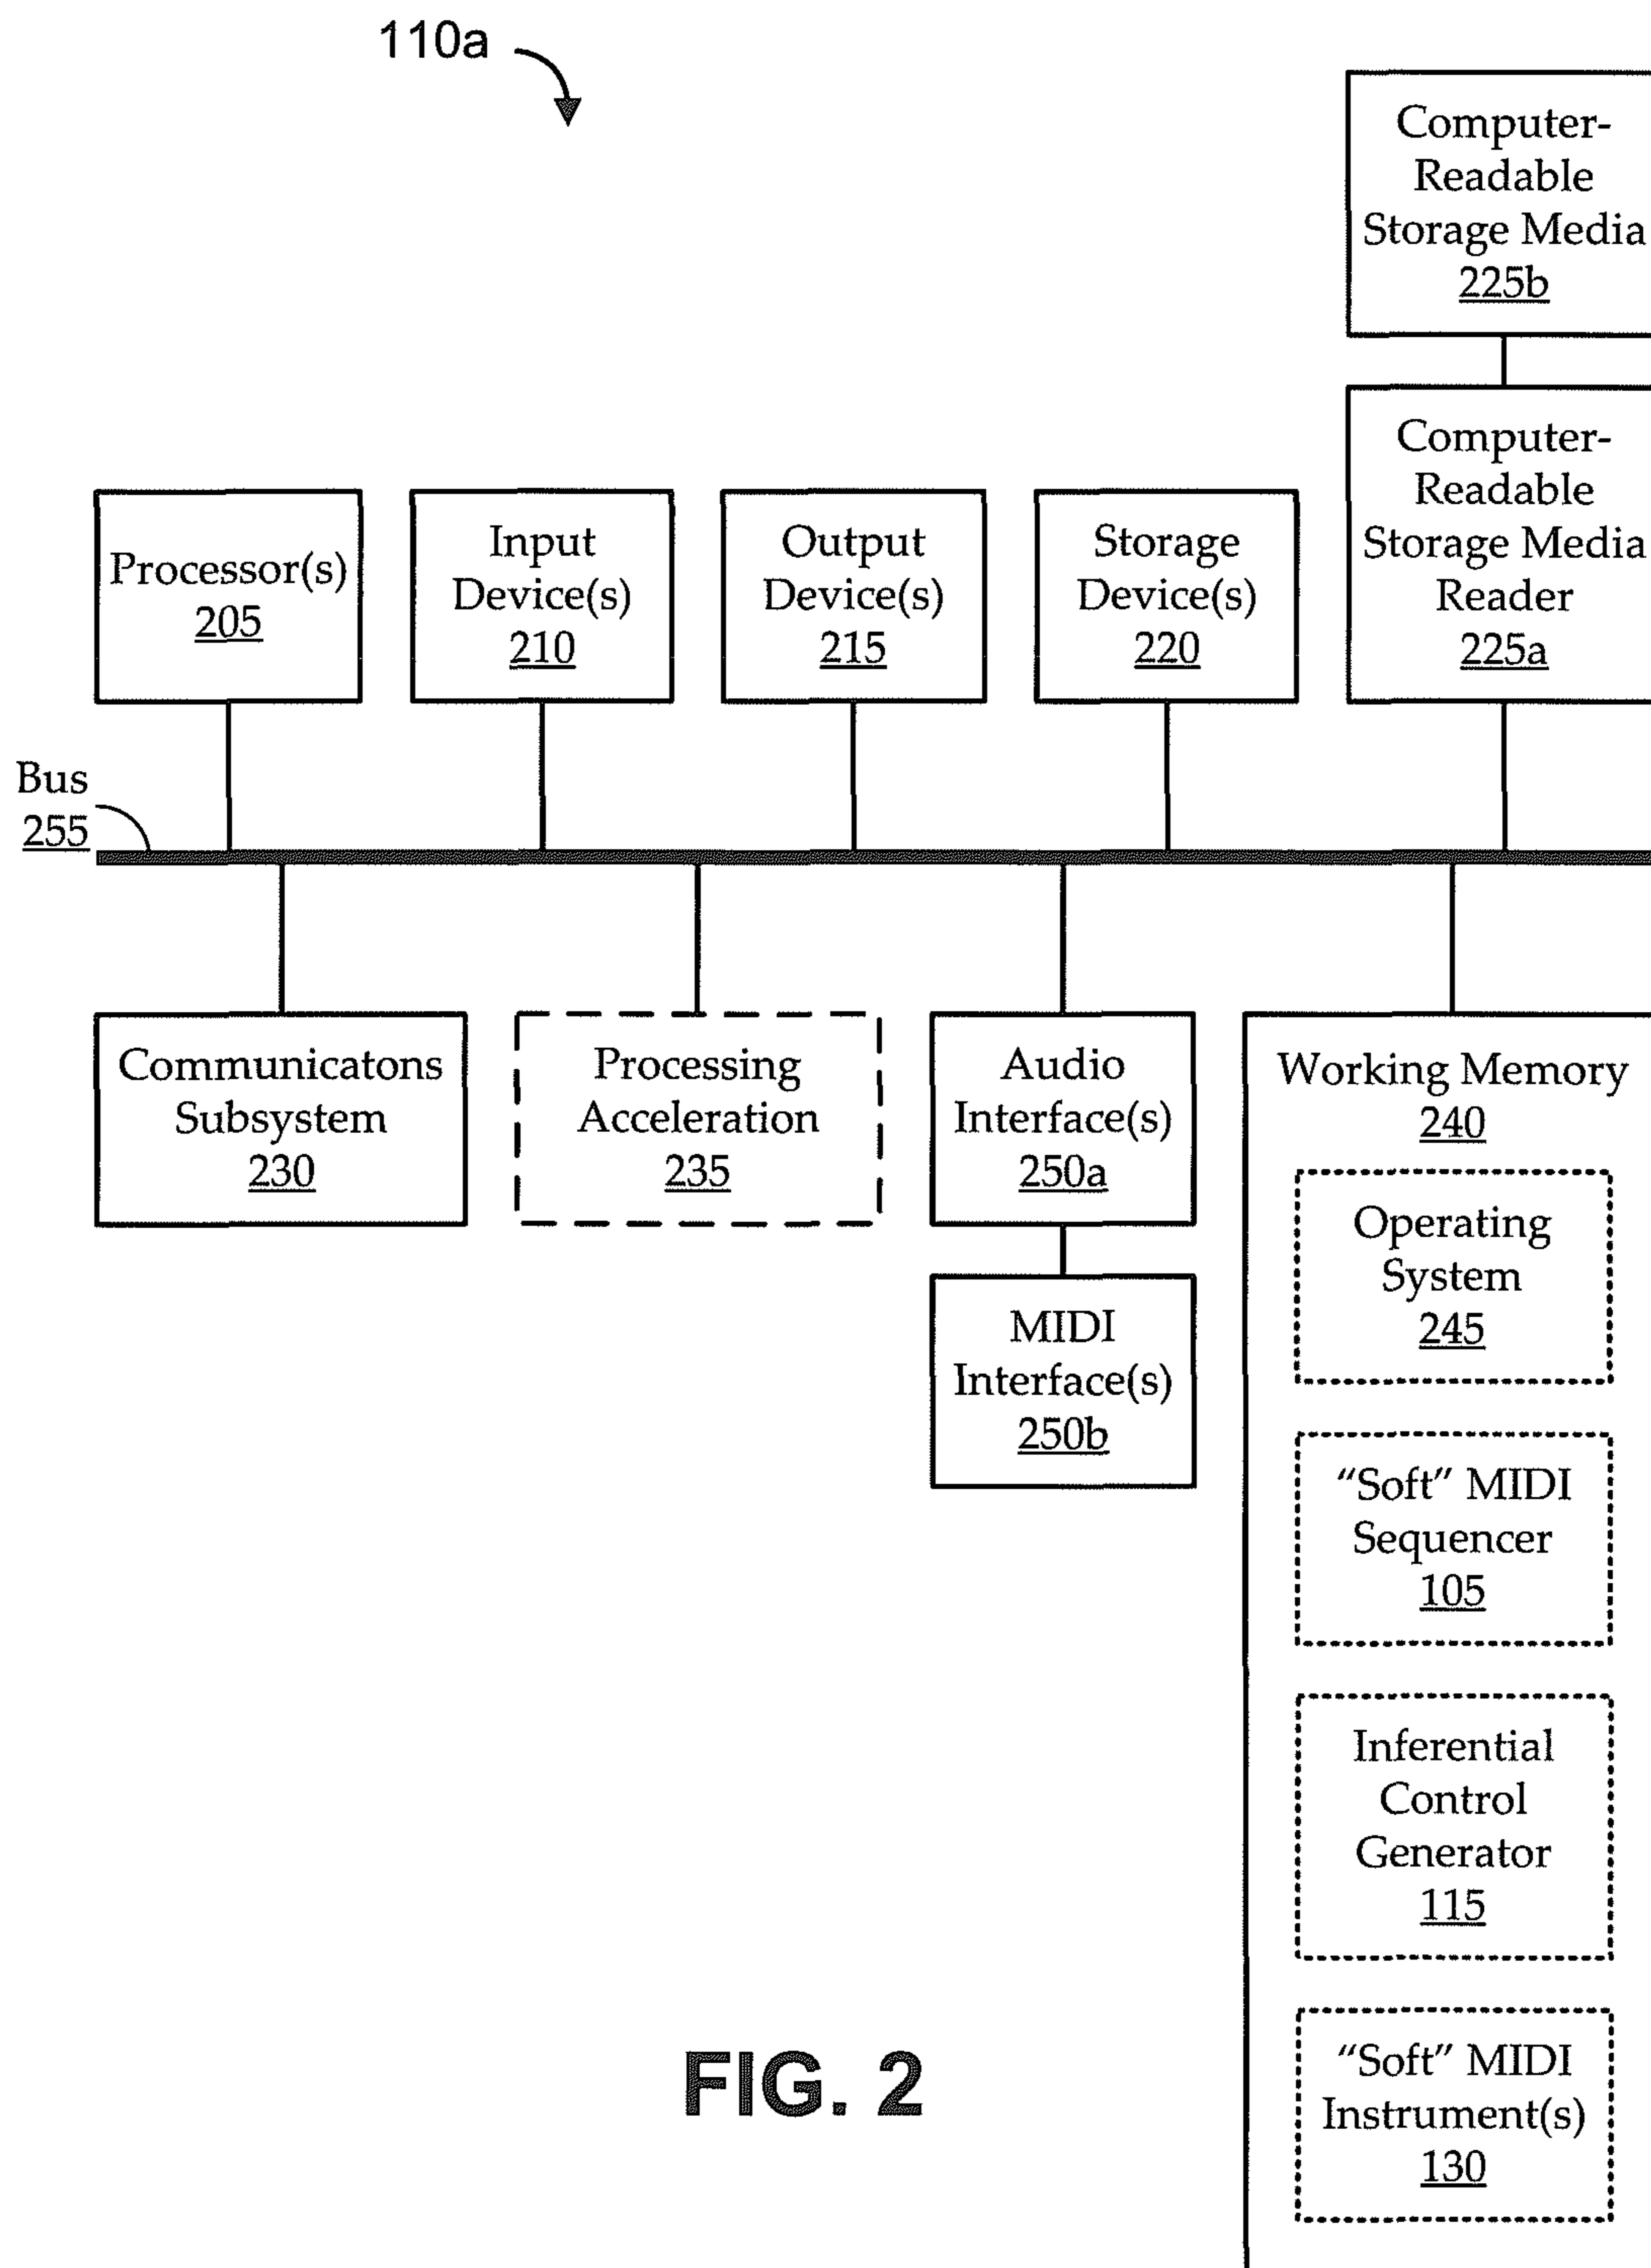 110a
Computer-
Readable
Storage Media
225b
Computer-
Readable
Storage Media
Reader
225a
Processor(s)
205
Input
Device(s)
210
Output
Device(s)
215
Storage
Device(s)
220
Bus
255
Communicatons
Subsystem
230
Processing
Acceleration
235
Audio
Interface(s)
250a
MIDI
Interface(s)
250b
Working Memory
240
Operating
System
245
"Soft" MIDI
Sequencer
105
Inferential
Control
Generator
115
"Soft" MIDI
Instrument(s)
130
FIG. 2